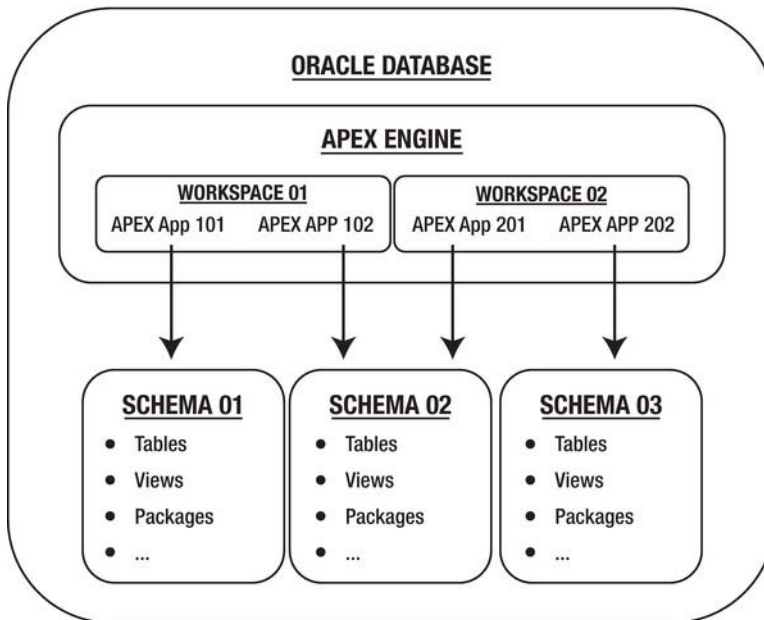 ORACLE DATABASE
APEX ENGINE
WORKSPACE 01
APEX App 101 APEX APP 102
WORKSPACE 02
APEX App 201 APEX APP 202
SCHEMA 01
• Tables
• Views
• Packages
• ...
SCHEMA 02
• Tables
• Views
• Packages
• ...
SCHEMA 03
• Tables
• Views
• Packages
• ...